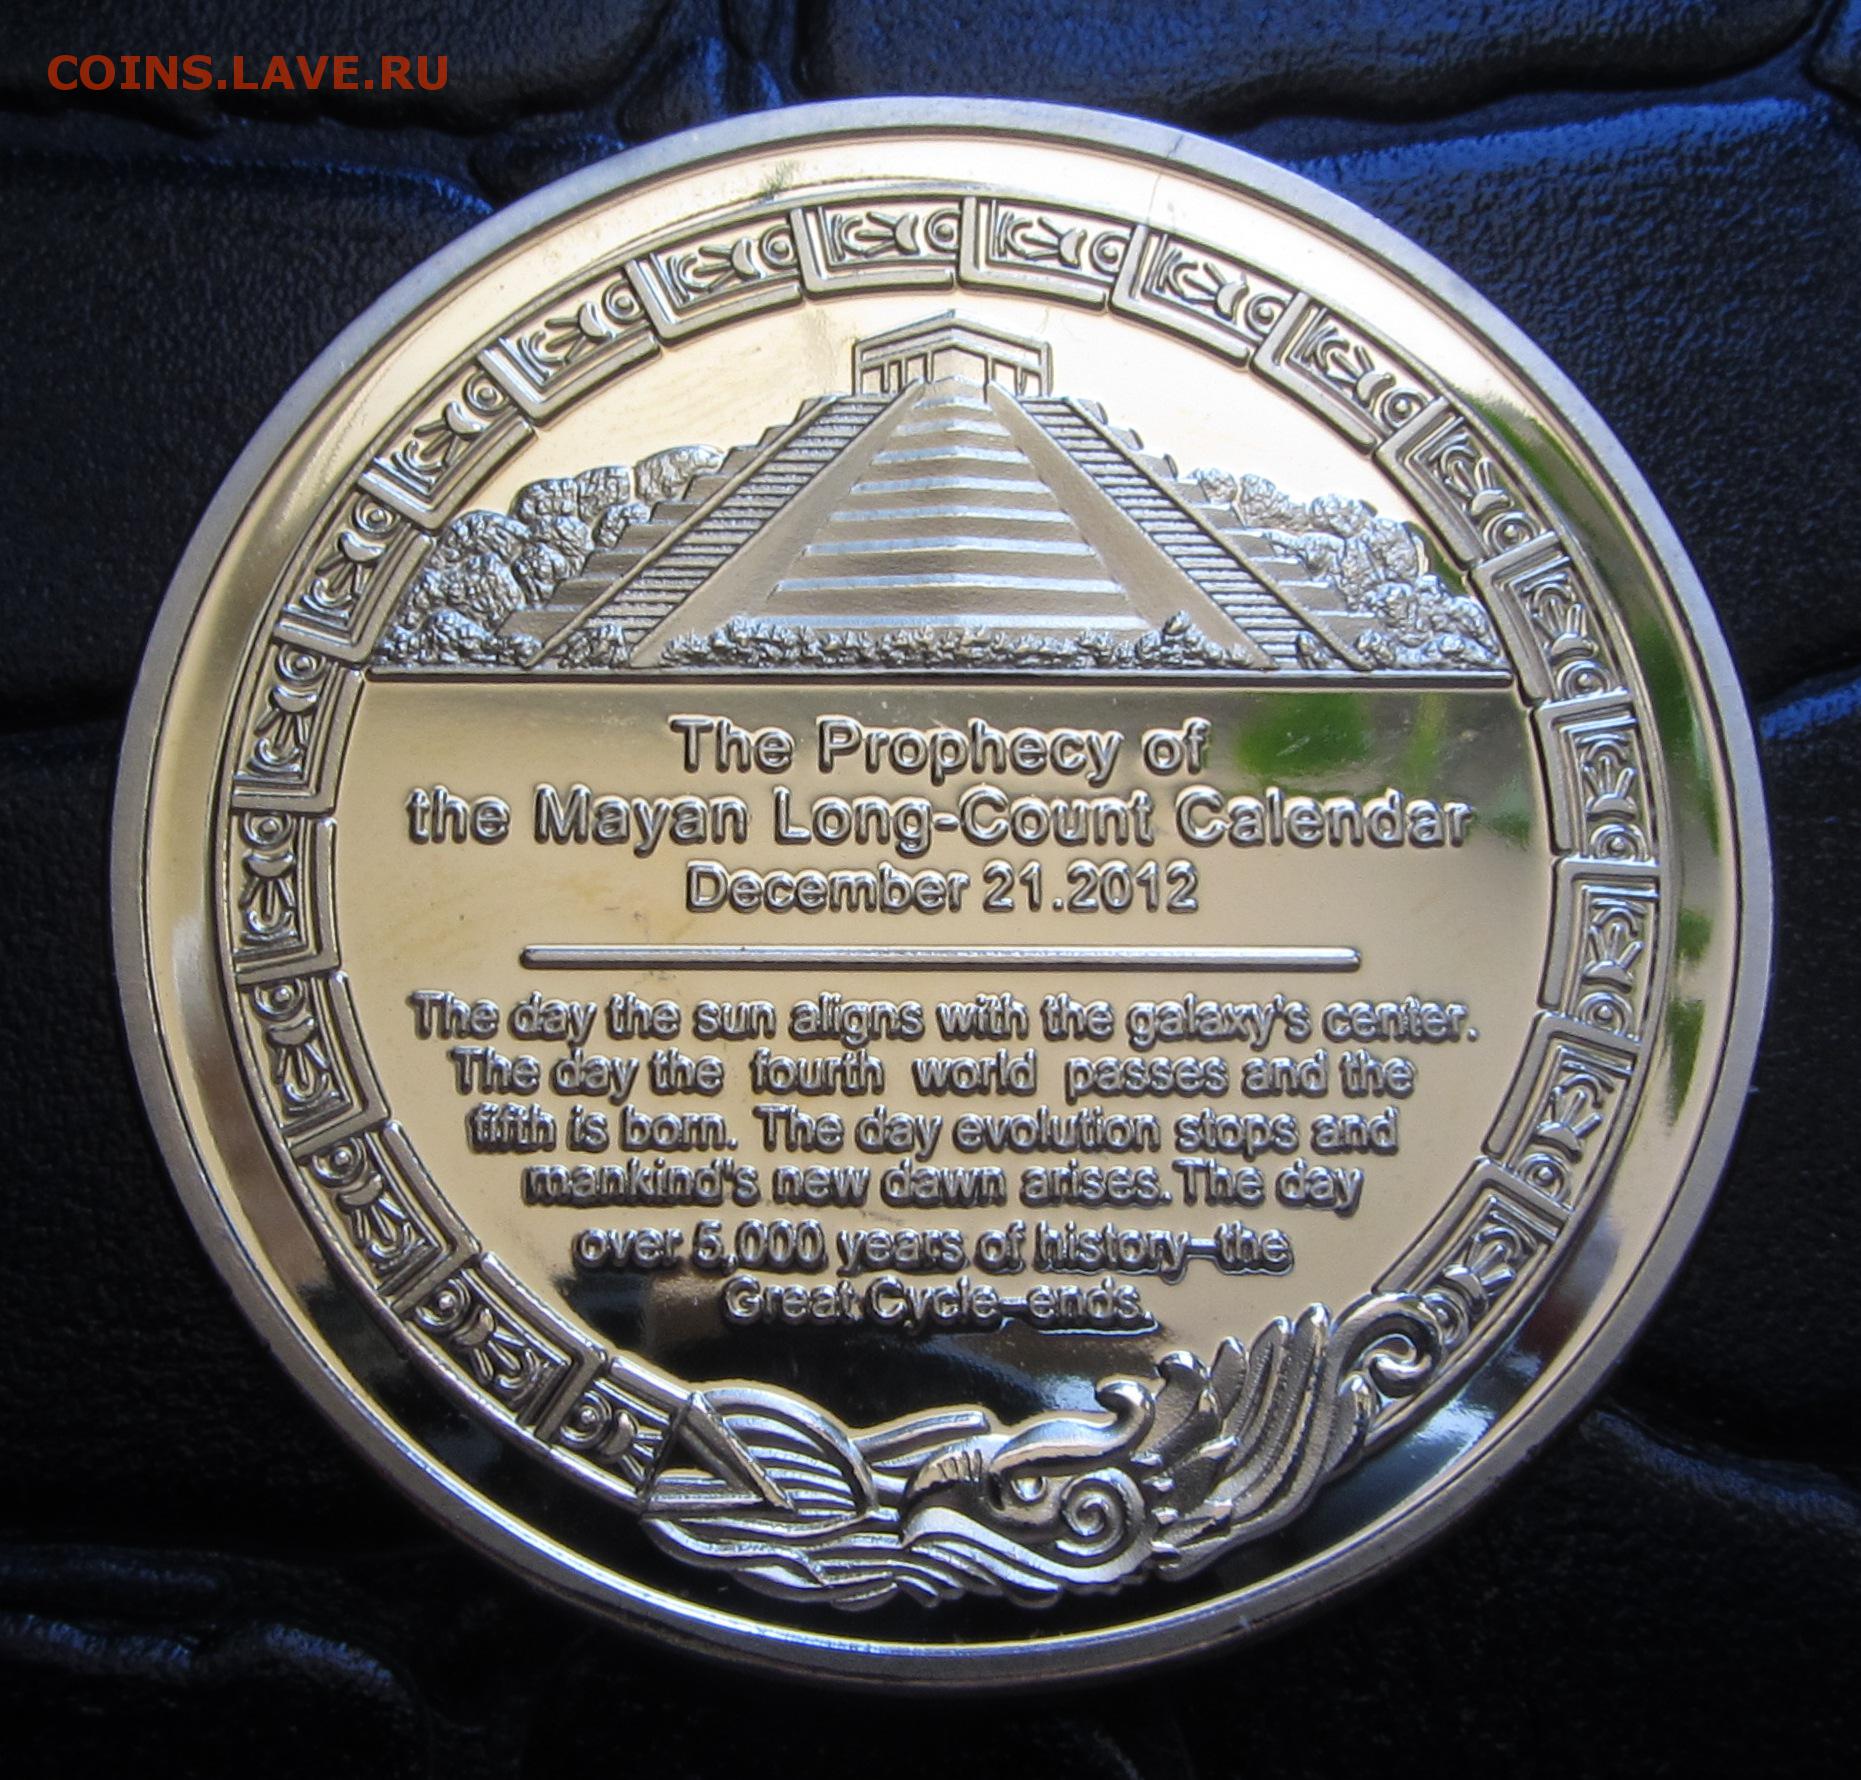 COINS.LAVE.RU
The Prophecy of
the Mayan Long-Count Calendar
December 21.2012
The day the sun aligns with the galaxy's center.
The day the fourth world passes and the
fifth is born. The day evolution stops and
mankind's new dawn arises. The day
over 5,000 years of history-the
Great Cycle-ends.